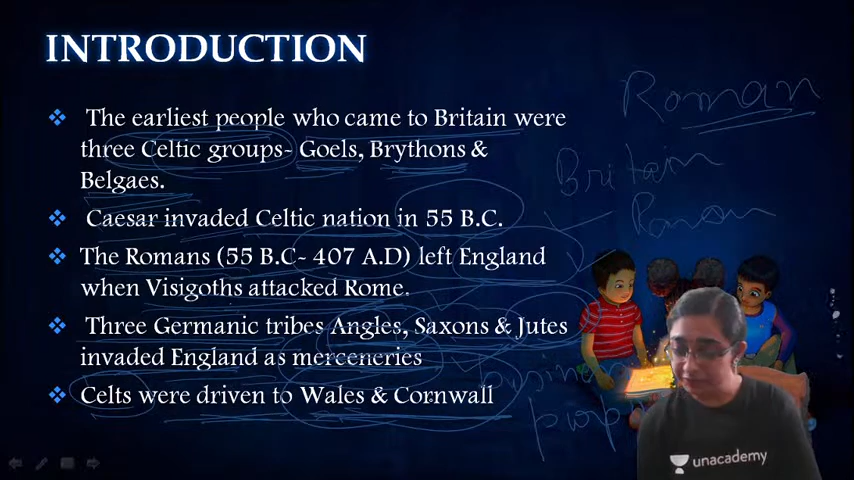 INTRODUCTION
The earliest people who came to Britain were
three Celtic groups- Goels, Brythons &
Belgaes.
Caesar invaded Celtic nation in 55 B.C.
The Romans (55 B.C- 407 A.D) left England
when Visigoths attacked Rome.
Three Germanic tribes Angles, Saxons & Jutes
invaded England as merceneries
Celts were driven to Wales & Cornwall
Roman
Britain
Roman
unacademy